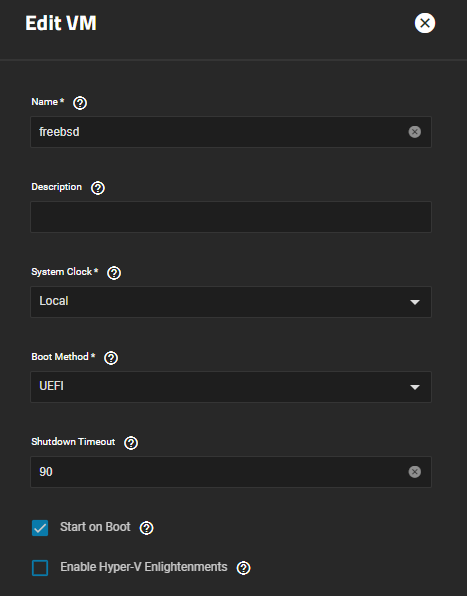 Edit VM
Name *
freebsd
Description
System Clock *
Local
Boot Method *
UEFI
Shutdown Timeout
90
Start on Boot
Enable Hyper-V Enlightenments